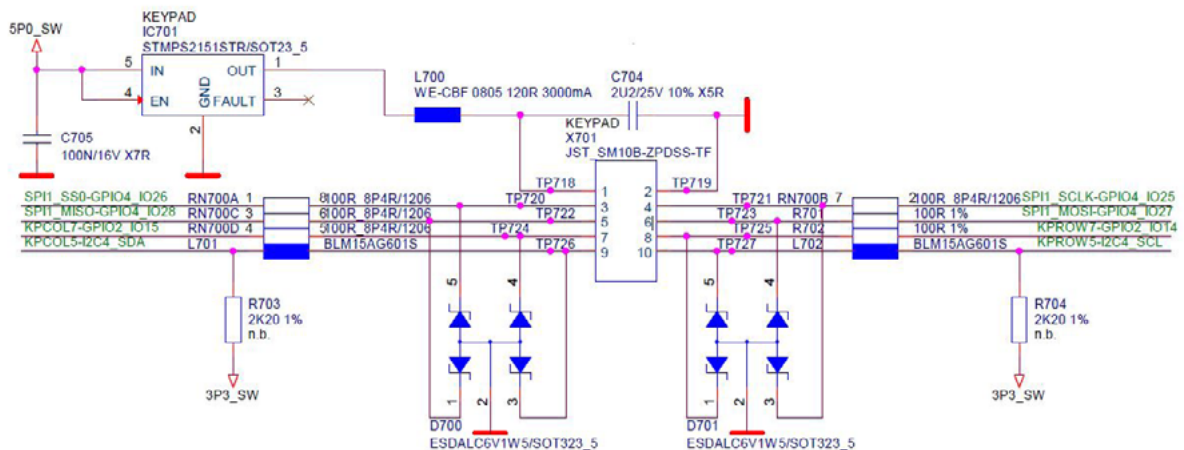 KEYPAD
IC701
STMPS2151STR/SOT23_5
5P0_SW
5 IN OUT 1
4 EN GND FAULT 3
2
C705
100N/16V X7R
L700
WE-CBF 0805 120R 3000mA
C704
2U2/25V 10% X5R
KEYPAD
X701
JST_SM10B-ZPDSS-TF
TP718 1 2 TP719
SPI1_SS0-GPIO4_IO26 RN700A 1 8 100R_8P4R/1206 TP720 3 4 TP721 RN700B 7 2 100R_8P4R/1206 SPI1_SCLK-GPIO4_IO25
SPI1_MISO-GPIO4_IO28 RN700C 3 6 100R_8P4R/1206 TP722 5 6 TP723 R701 100R 1% SPI1_MOSI-GPIO4_IO27
KPCOL7-GPIO2_IO15 RN700D 4 5 100R_8P4R/1206 TP724 7 8 TP725 R702 100R 1% KPROW7-GPIO2_IO14
KPCOL5-I2C4_SDA L701 BLM15AG601S TP726 9 10 TP727 L702 BLM15AG601S KPROW5-I2C4_SCL
5 4 5 4
R703
2K20 1%
n.b.
3P3_SW
R704
2K20 1%
n.b.
3P3_SW
1 2 3 1 2 3
D700
ESDALC6V1W5/SOT323_5
D701
ESDALC6V1W5/SOT323_5